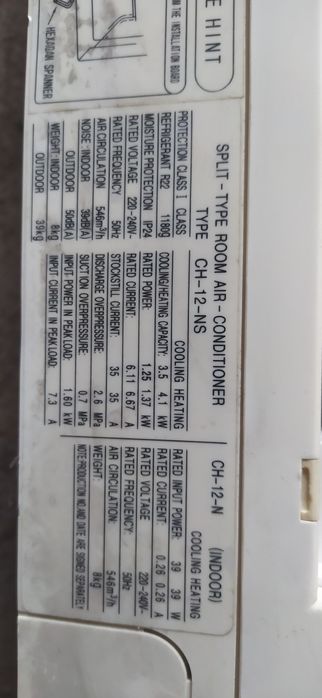 E HINT
THE INSTALLATION BOARD
HEXAGAN SPANNER
SPLIT-TYPE ROOM AIR-CONDITIONER
TYPE CH-12-NS
PROTECTION CLASS I CLASS
REFRIGERANT R22 1180g
MOISTURE PROTECTION IP24
RATED VOLTAGE 220-240V~
RATED FREQUENCY 50Hz
AIR CIRCULATION 546m³/h
NOISE: INDOOR 39dB(A)
OUTDOOR 50dB(A)
WEIGHT: INDOOR 8kg
OUTDOOR 39kg
COOLING HEATING
COOLING/HEATING CAPACITY: 3.5 4.1 kW
RATED POWER: 1.25 1.37 kW
RATED CURRENT: 6.11 6.67 A
STOCKSTIL CURRENT: 35 35 A
DISCHARGE OVERPRESSURE: 2.6 MPa
SUCTION OVERPRESSURE: 0.7 MPa
INPUT POWER IN PEAK LOAD: 1.60 kW
INPUT CURRENT IN PEAK LOAD: 7.3 A
CH-12-N (INDOOR)
COOLING HEATING
RATED INPUT POWER: 39 39 W
RATED CURRENT: 0.26 0.26 A
RATED VOLTAGE 220-240V~
RATED FREQUENCY: 50Hz
AIR CIRCULATION: 546m³/h
WEIGHT: 8kg
NOTE:PRODUCTION NO.AND DATE ARE SIGNED SEPARATELY